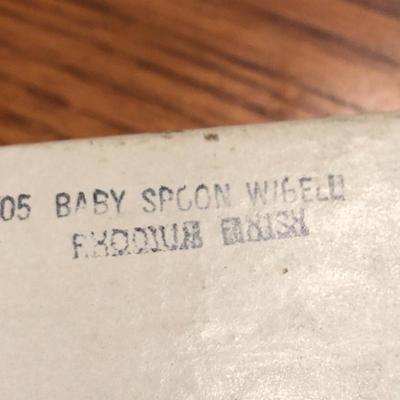 05 BABY SPOON W/BELL
RHODIUM FINISH